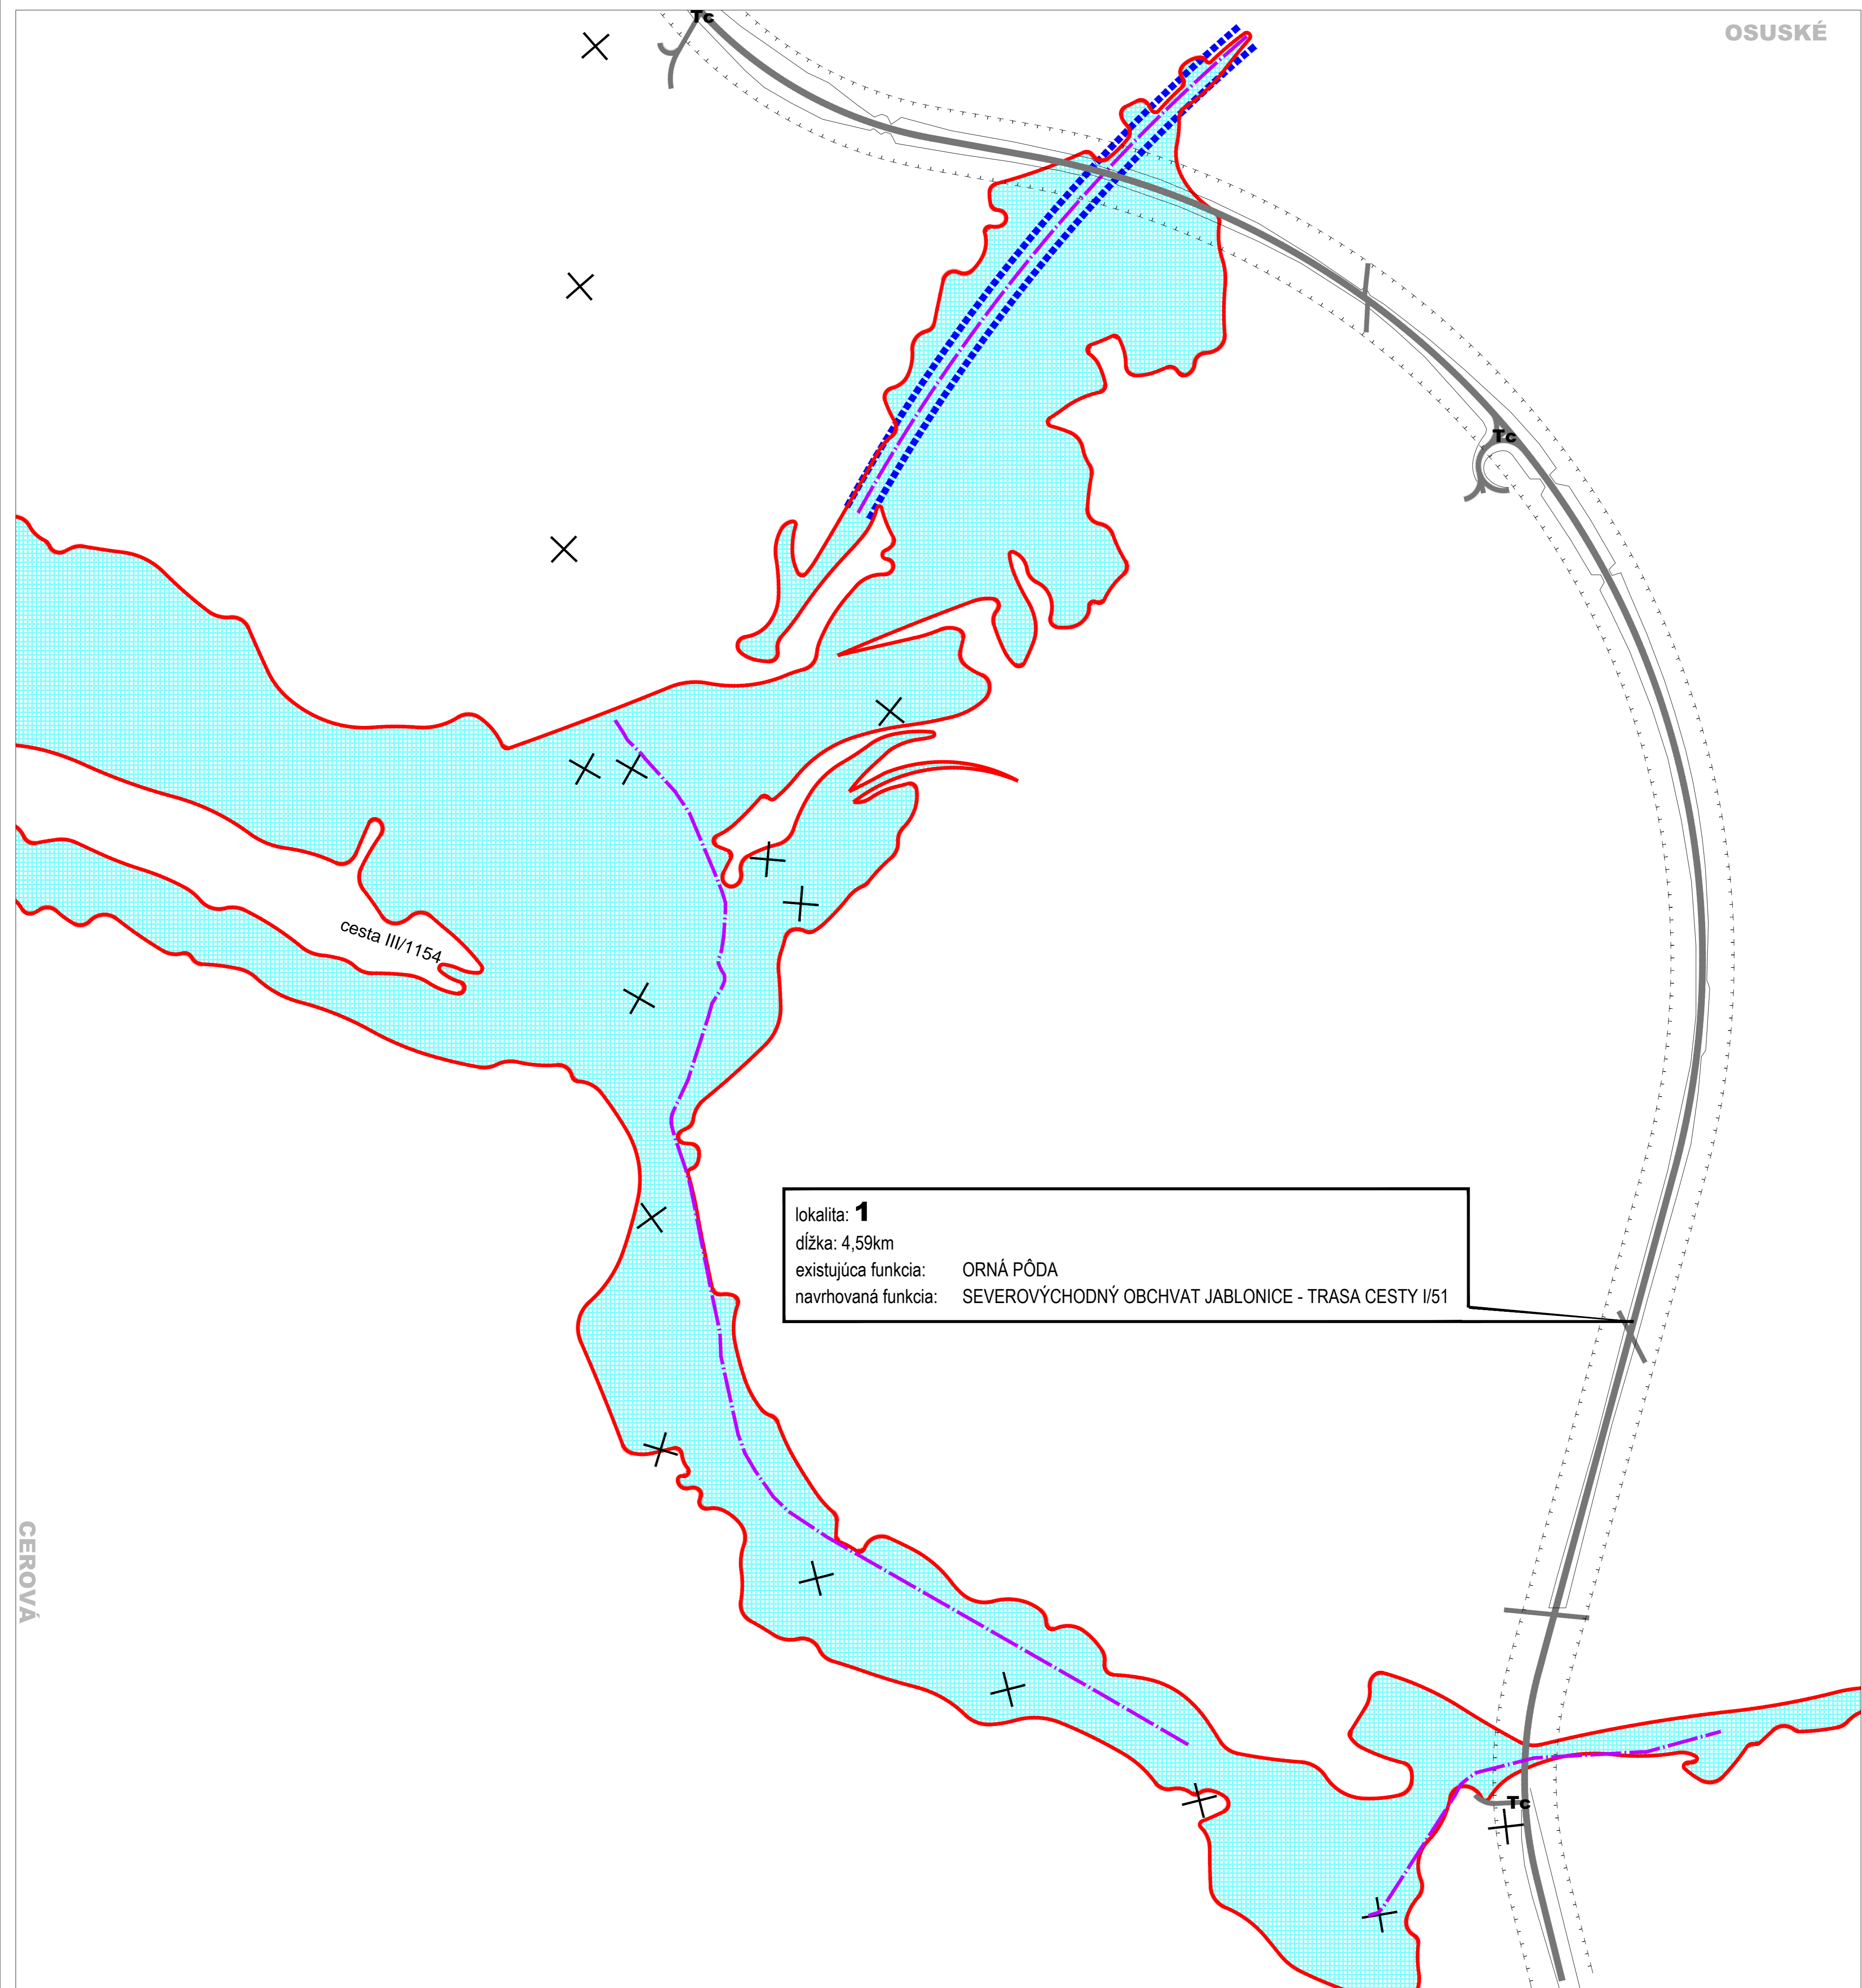 Tc
OSUSKÉ
Tc
cesta III/1154
lokalita: 1
dĺžka: 4,59km
existujúca funkcia: ORNÁ PÔDA
navrhovaná funkcia: SEVEROVÝCHODNÝ OBCHVAT JABLONICE - TRASA CESTY I/51
CEROVÁ
Tc